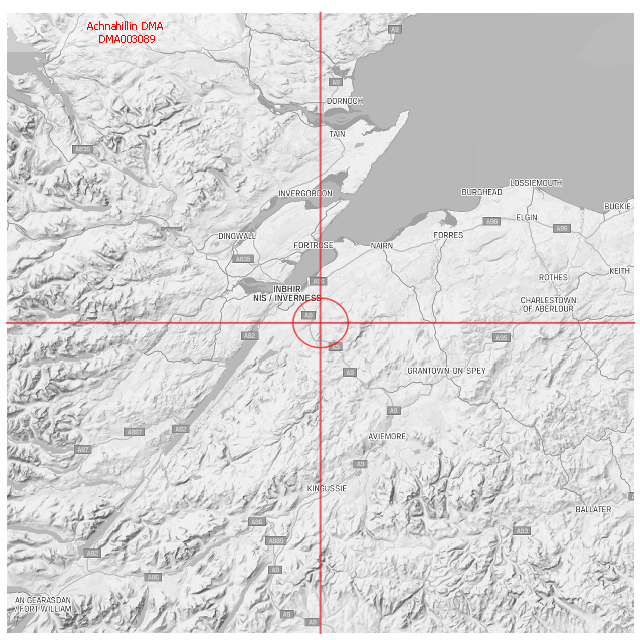 Achnahillin DMA
DMA003089
A9
A9
DORNOCH
TAIN
A835
INVERGORDON
LOSSIEMOUTH
BURGHEAD
BUCKIE
ELGIN
A96
A96
DINGWALL
FORRES
FORTROSE
NAIRN
A835
KEITH
ROTHES
A96
INBHIR
NIS / INVERNESS
CHARLESTOWN
OF ABERLOUR
A9
A82
A95
A9
A9
GRANTOWN-ON-SPEY
A9
A887
A82
AVIEMORE
A87
A9
KINGUSSIE
BALLATER
A86
A93
A889
A82
A9
A86
AN GEARASDAN
/ FORT WILLIAM
A9
A9